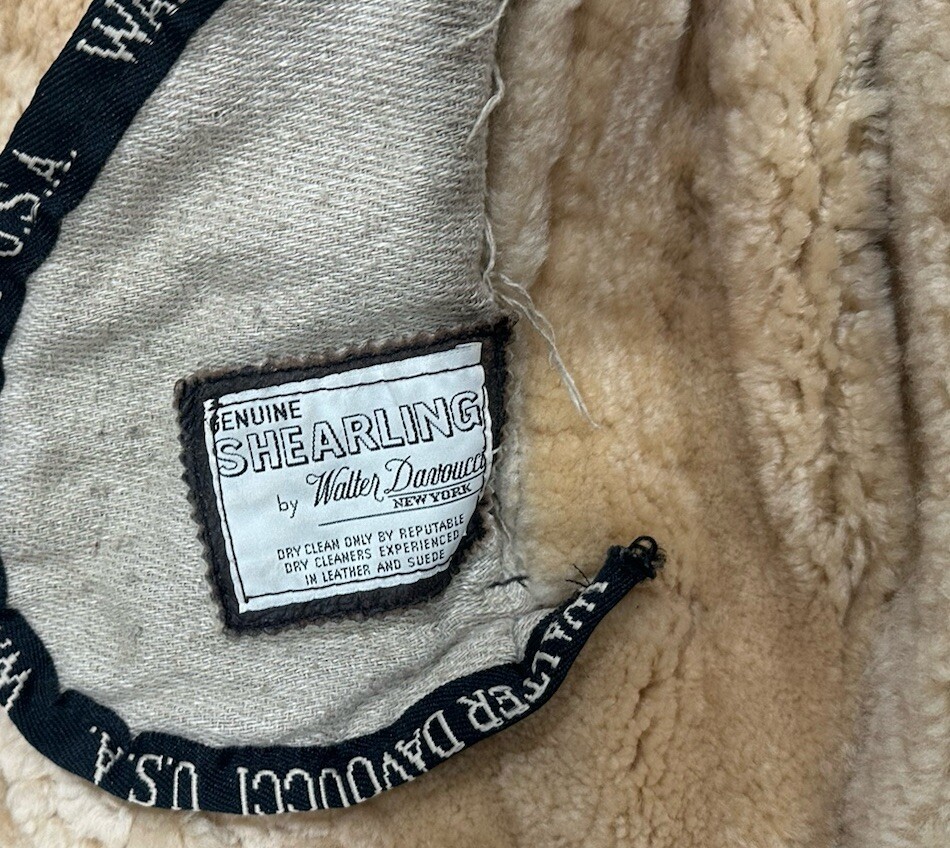 WA
U.S.A.
GENUINE
SHEARLING
by Walter Davoucci
NEW YORK
DRY CLEAN ONLY BY REPUTABLE
DRY CLEANERS EXPERIENCED
IN LEATHER AND SUEDE
WALTER DAVOUCCI U.S.A. W